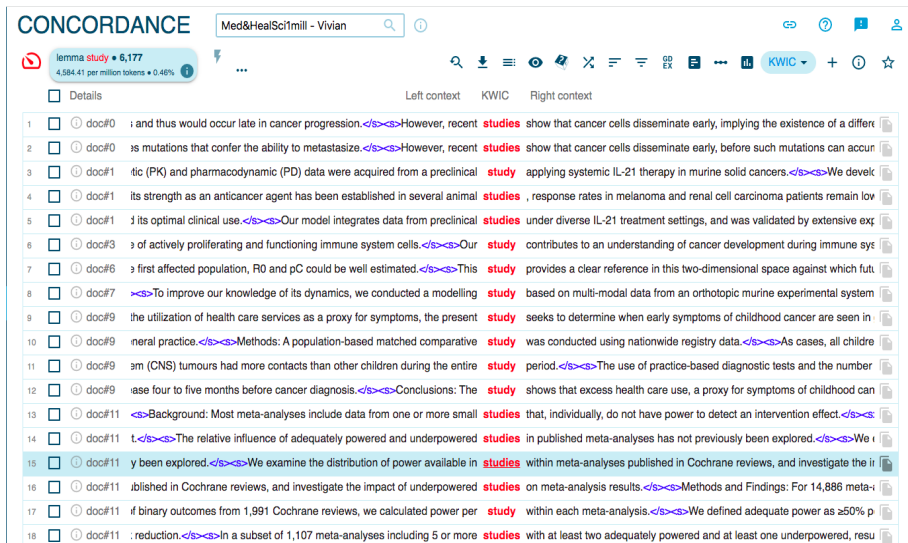 CONCORDANCE Med&HealSci1mill - Vivian
lemma study • 6,177
4,584.41 per million tokens • 0.46%
GD EX KWIC
Details Left context KWIC Right context
1 doc#0 s and thus would occur late in cancer progression.</s><s>However, recent studies show that cancer cells disseminate early, implying the existence of a differe
2 doc#0 es mutations that confer the ability to metastasize.</s><s>However, recent studies show that cancer cells disseminate early, before such mutations can accum
3 doc#1 etic (PK) and pharmacodynamic (PD) data were acquired from a preclinical study applying systemic IL-21 therapy in murine solid cancers.</s><s>We develo
4 doc#1 its strength as an anticancer agent has been established in several animal studies , response rates in melanoma and renal cell carcinoma patients remain low
5 doc#1 d its optimal clinical use.</s><s>Our model integrates data from preclinical studies under diverse IL-21 treatment settings, and was validated by extensive exp
6 doc#3 e of actively proliferating and functioning immune system cells.</s><s>Our study contributes to an understanding of cancer development during immune sys
7 doc#6 e first affected population, R0 and pC could be well estimated.</s><s>This study provides a clear reference in this two-dimensional space against which futu
8 doc#7 ><s>To improve our knowledge of its dynamics, we conducted a modelling study based on multi-modal data from an orthotopic murine experimental system
9 doc#9 the utilization of health care services as a proxy for symptoms, the present study seeks to determine when early symptoms of childhood cancer are seen in
10 doc#9 eneral practice.</s><s>Methods: A population-based matched comparative study was conducted using nationwide registry data.</s><s>As cases, all childre
11 doc#9 em (CNS) tumours had more contacts than other children during the entire study period.</s><s>The use of practice-based diagnostic tests and the number
12 doc#9 ase four to five months before cancer diagnosis.</s><s>Conclusions: The study shows that excess health care use, a proxy for symptoms of childhood can
13 doc#11 <s>Background: Most meta-analyses include data from one or more small studies that, individually, do not have power to detect an intervention effect.</s><s
14 doc#11 t.</s><s>The relative influence of adequately powered and underpowered studies in published meta-analyses has not previously been explored.</s><s>We e
15 doc#11 y been explored.</s><s>We examine the distribution of power available in studies within meta-analyses published in Cochrane reviews, and investigate the ir
16 doc#11 ublished in Cochrane reviews, and investigate the impact of underpowered studies on meta-analysis results.</s><s>Methods and Findings: For 14,886 meta-
17 doc#11 of binary outcomes from 1,991 Cochrane reviews, we calculated power per study within each meta-analysis.</s><s>We defined adequate power as ≥50% p
18 doc#11 reduction.</s><s>In a subset of 1,107 meta-analyses including 5 or more studies with at least two adequately powered and at least one underpowered, resu